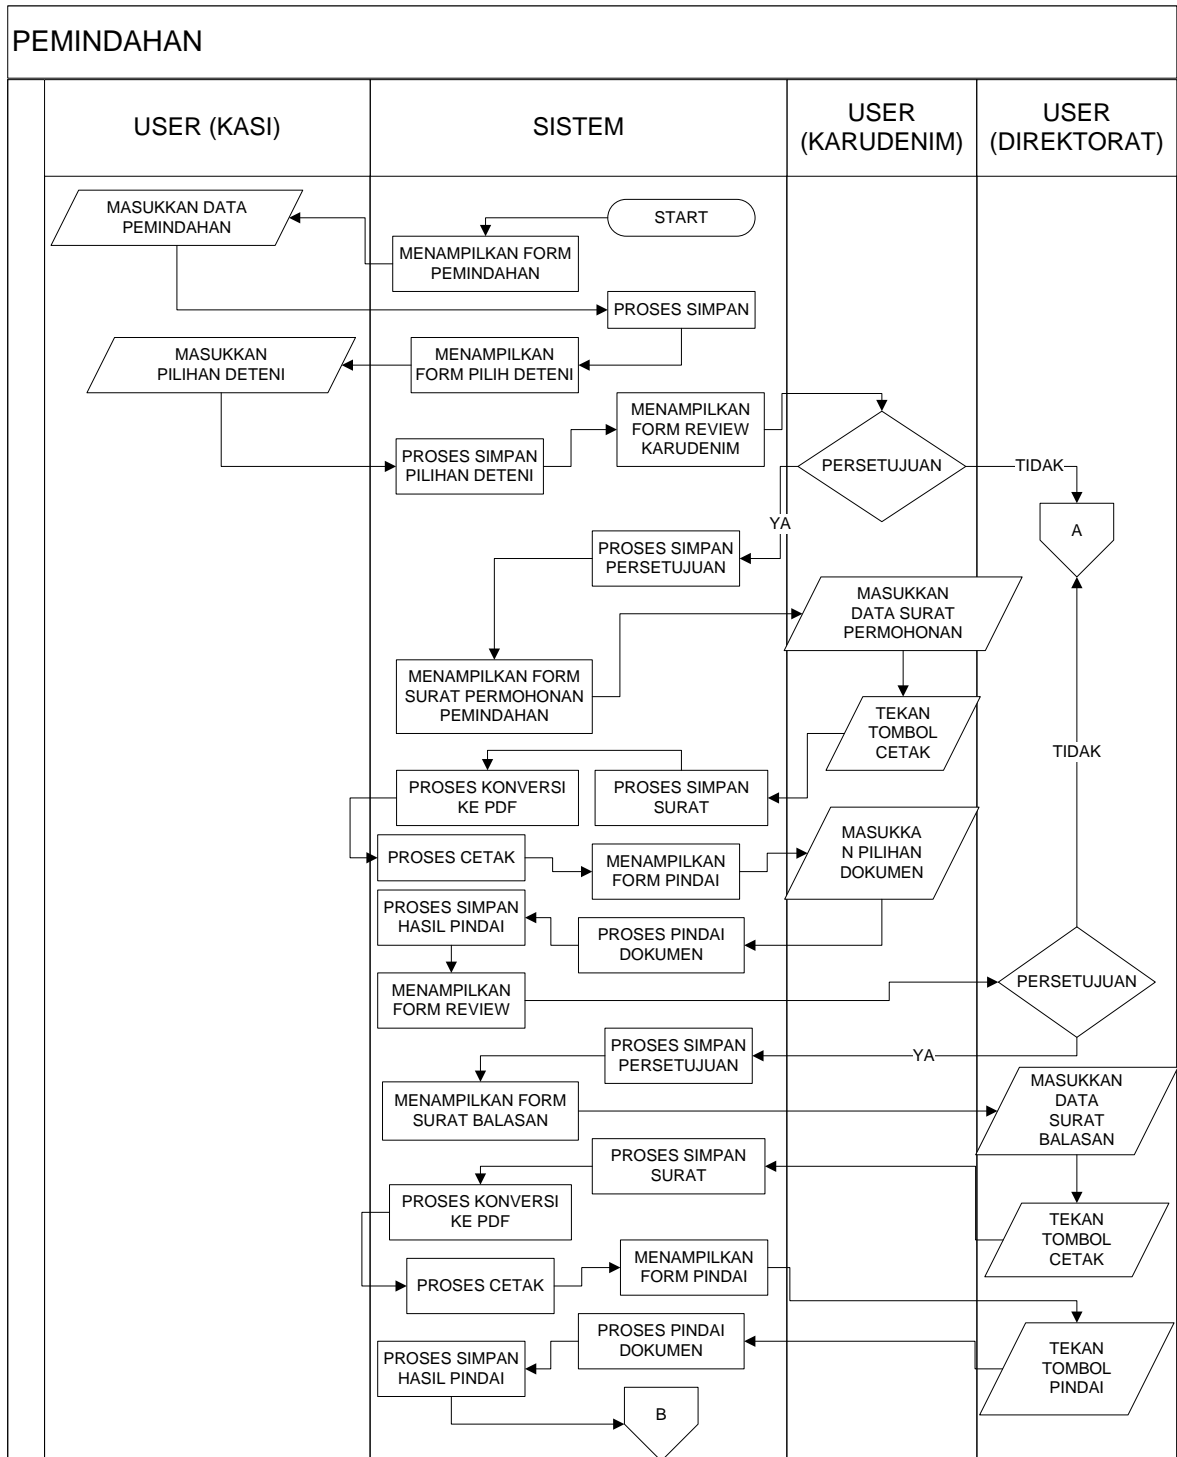 PEMINDAHAN
USER (KASI)
SISTEM
USER
(KARUDENIM)
USER
(DIREKTORAT)
START
MASUKKAN DATA
PEMINDAHAN
MENAMPILKAN FORM
PEMINDAHAN
PROSES SIMPAN
MENAMPILKAN
FORM PILIH DETENI
MASUKKAN
PILIHAN DETENI
PROSES SIMPAN
PILIHAN DETENI
MENAMPILKAN
FORM REVIEW
KARUDENIM
PERSETUJUAN
TIDAK
A
YA
PROSES SIMPAN
PERSETUJUAN
MENAMPILKAN FORM
SURAT PERMOHONAN
PEMINDAHAN
MASUKKAN
DATA SURAT
PERMOHONAN
TEKAN
TOMBOL
CETAK
TIDAK
PROSES SIMPAN
SURAT
PROSES KONVERSI
KE PDF
PROSES CETAK
MENAMPILKAN
FORM PINDAI
MASUKKA
N PILIHAN
DOKUMEN
PROSES PINDAI
DOKUMEN
PROSES SIMPAN
HASIL PINDAI
MENAMPILKAN
FORM REVIEW
PERSETUJUAN
YA
PROSES SIMPAN
PERSETUJUAN
MENAMPILKAN FORM
SURAT BALASAN
MASUKKAN
DATA
SURAT
BALASAN
TEKAN
TOMBOL
CETAK
PROSES SIMPAN
SURAT
PROSES KONVERSI
KE PDF
PROSES CETAK
MENAMPILKAN
FORM PINDAI
TEKAN
TOMBOL
PINDAI
PROSES PINDAI
DOKUMEN
PROSES SIMPAN
HASIL PINDAI
B